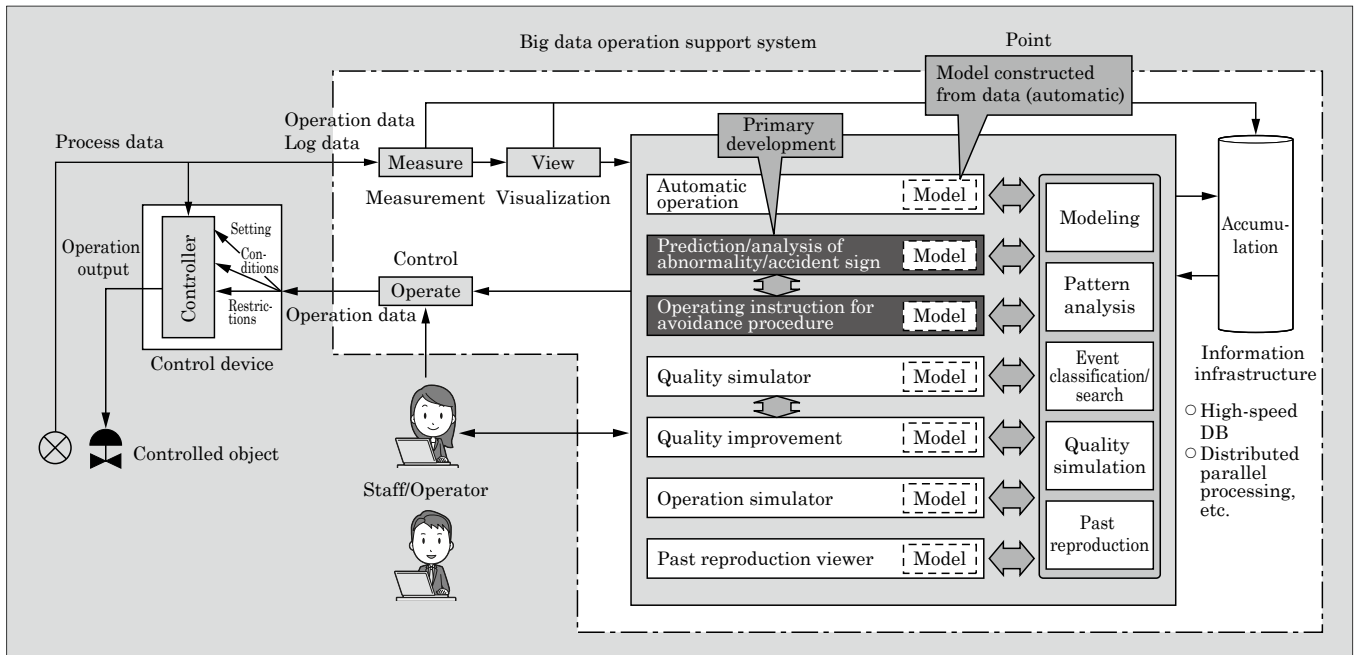 Big data operation support system
Point
Model constructed
from data (automatic)
Operation data
Log data
Primary
development
Process data
Measure
View
Measurement
Visualization
Automatic
operation
Model
Modeling
Accumu-
lation
Setting
Con-
ditions
Restric-
tions
Controller
Operation
output
Control
Operate
Operation data
Control device
Prediction/analysis of
abnormality/accident sign
Model
Pattern
analysis
Operating instruction for
avoidance procedure
Model
Quality simulator
Model
Event
classification/
search
Information
infrastructure
○ High-speed
DB
○ Distributed
parallel
processing,
etc.
Controlled object
Quality improvement
Model
Quality
simulation
Staff/Operator
Operation simulator
Model
Past
reproduction
Past reproduction viewer
Model